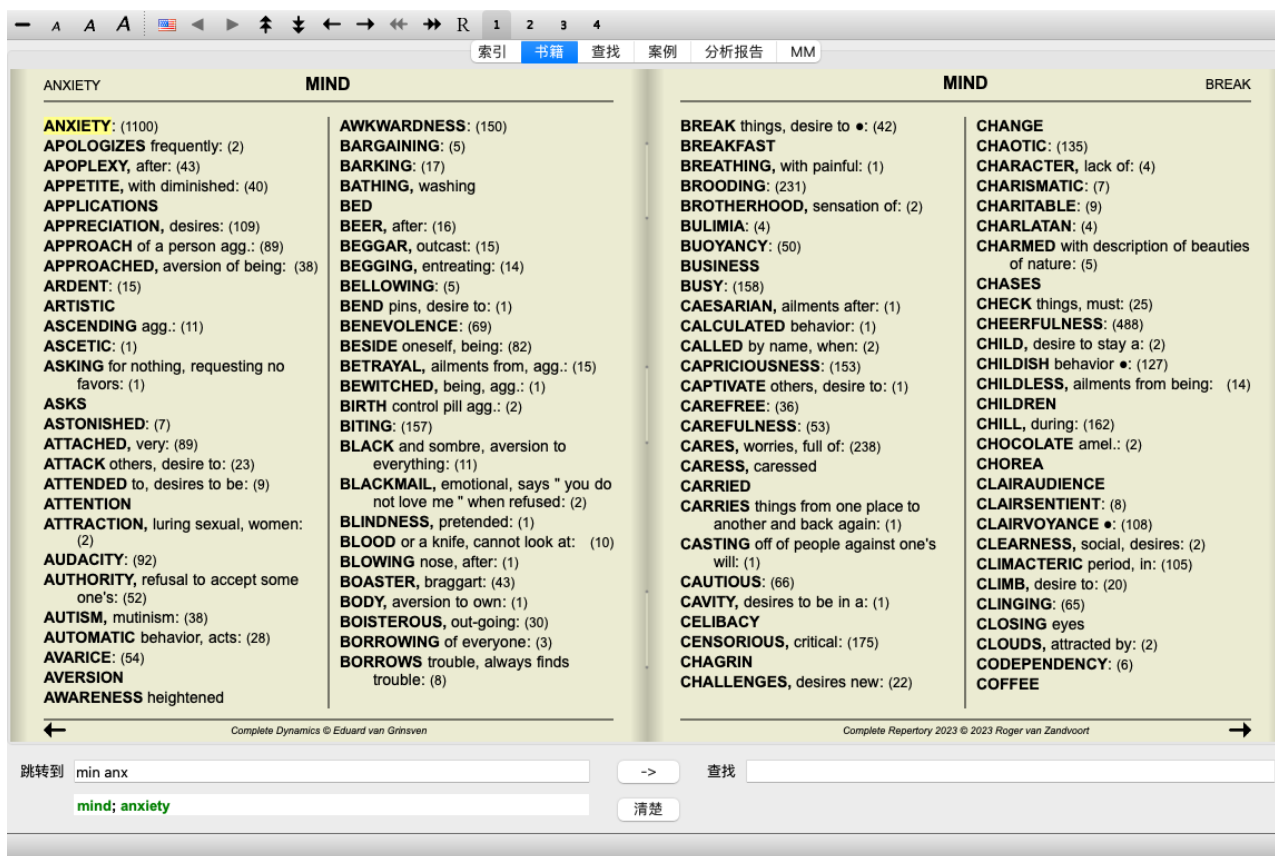 A A A R 1 2 3 4
索引 书籍 查找 案例 分析报告 MM
ANXIETY MIND
ANXIETY: (1100)
APOLOGIZES frequently: (2)
APOPLEXY, after: (43)
APPETITE, with diminished: (40)
APPLICATIONS
APPRECIATION, desires: (109)
APPROACH of a person agg.: (89)
APPROACHED, aversion of being: (38)
ARDENT: (15)
ARTISTIC
ASCENDING agg.: (11)
ASCETIC: (1)
ASKING for nothing, requesting no
favors: (1)
ASKS
ASTONISHED: (7)
ATTACHED, very: (89)
ATTACK others, desire to: (23)
ATTENDED to, desires to be: (9)
ATTENTION
ATTRACTION, luring sexual, women:
(2)
AUDACITY: (92)
AUTHORITY, refusal to accept some
one's: (52)
AUTISM, mutinism: (38)
AUTOMATIC behavior, acts: (28)
AVARICE: (54)
AVERSION
AWARENESS heightened
AWKWARDNESS: (150)
BARGAINING: (5)
BARKING: (17)
BATHING, washing
BED
BEER, after: (16)
BEGGAR, outcast: (15)
BEGGING, entreating: (14)
BELLOWING: (5)
BEND pins, desire to: (1)
BENEVOLENCE: (69)
BESIDE oneself, being: (82)
BETRAYAL, ailments from, agg.: (15)
BEWITCHED, being, agg.: (1)
BIRTH control pill agg.: (2)
BITING: (157)
BLACK and sombre, aversion to
everything: (11)
BLACKMAIL, emotional, says " you do
not love me " when refused: (2)
BLINDNESS, pretended: (1)
BLOOD or a knife, cannot look at: (10)
BLOWING nose, after: (1)
BOASTER, braggart: (43)
BODY, aversion to own: (1)
BOISTEROUS, out-going: (30)
BORROWING of everyone: (3)
BORROWS trouble, always finds
trouble: (8)
Complete Dynamics © Eduard van Grinsven
MIND BREAK
BREAK things, desire to ●: (42)
BREAKFAST
BREATHING, with painful: (1)
BROODING: (231)
BROTHERHOOD, sensation of: (2)
BULIMIA: (4)
BUOYANCY: (50)
BUSINESS
BUSY: (158)
CAESARIAN, ailments after: (1)
CALCULATED behavior: (1)
CALLED by name, when: (2)
CAPRICIOUSNESS: (153)
CAPTIVATE others, desire to: (1)
CAREFREE: (36)
CAREFULNESS: (53)
CARES, worries, full of: (238)
CARESS, caressed
CARRIED
CARRIES things from one place to
another and back again: (1)
CASTING off of people against one's
will: (1)
CAUTIOUS: (66)
CAVITY, desires to be in a: (1)
CELIBACY
CENSORIOUS, critical: (175)
CHAGRIN
CHALLENGES, desires new: (22)
CHANGE
CHAOTIC: (135)
CHARACTER, lack of: (4)
CHARISMATIC: (7)
CHARITABLE: (9)
CHARLATAN: (4)
CHARMED with description of beauties
of nature: (5)
CHASES
CHECK things, must: (25)
CHEERFULNESS: (488)
CHILD, desire to stay a: (2)
CHILDISH behavior ●: (127)
CHILDLESS, ailments from being: (14)
CHILDREN
CHILL, during: (162)
CHOCOLATE amel.: (2)
CHOREA
CLAIRAUDIENCE
CLAIRSENTIENT: (8)
CLAIRVOYANCE ●: (108)
CLEARNESS, social, desires: (2)
CLIMACTERIC period, in: (105)
CLIMB, desire to: (20)
CLINGING: (65)
CLOSING eyes
CLOUDS, attracted by: (2)
CODEPENDENCY: (6)
COFFEE
Complete Repertory 2023 © 2023 Roger van Zandvoort
跳转到 min anx -> 查找
mind; anxiety 清楚